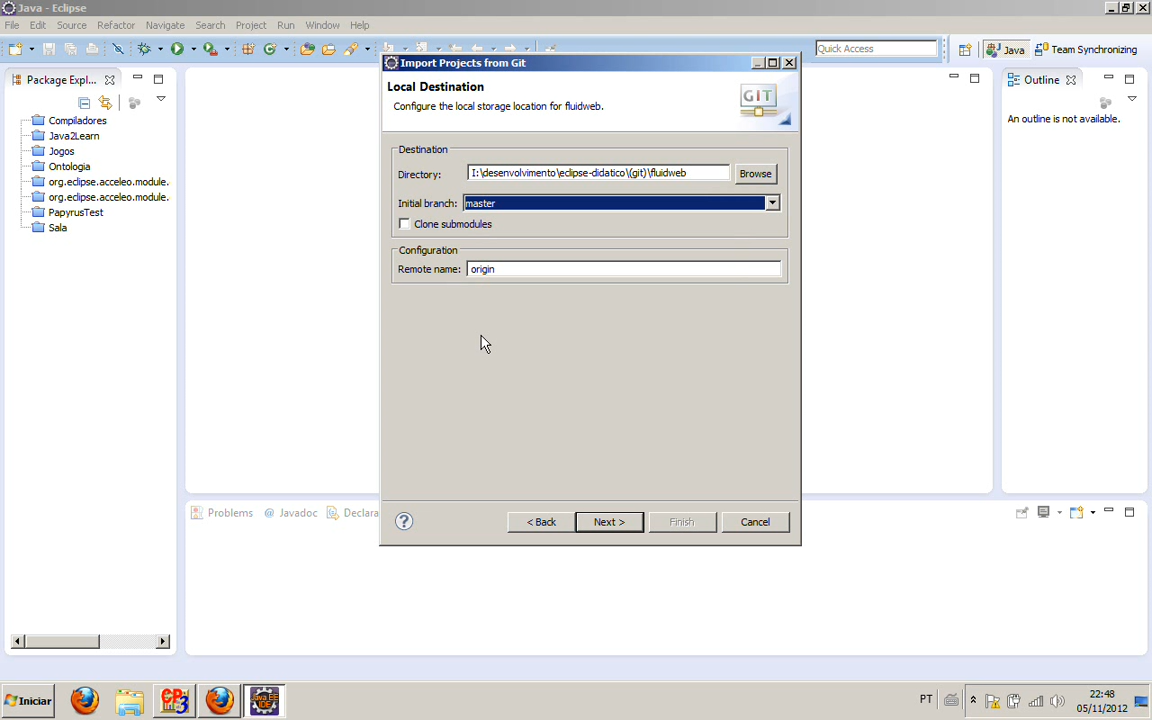 Java - Eclipse
File Edit Source Refactor Navigate Search Project Run Window Help
Quick Access
Java
Team Synchronizing
Package Expl...
Compiladores
Java2Learn
Jogos
Ontologia
org.eclipse.acceleo.module.
org.eclipse.acceleo.module.
PapyrusTest
Sala
Import Projects from Git
Local Destination
Configure the local storage location for fluidweb.
GIT
Destination
Directory: I:\desenvolvimento\eclipse-didatico\(git)\fluidweb Browse
Initial branch: master
Clone submodules
Configuration
Remote name: origin
? < Back Next > Finish Cancel
Outline
An outline is not available.
Problems @ Javadoc Declara
Iniciar
Java EE IDE
PT
22:48
05/11/2012